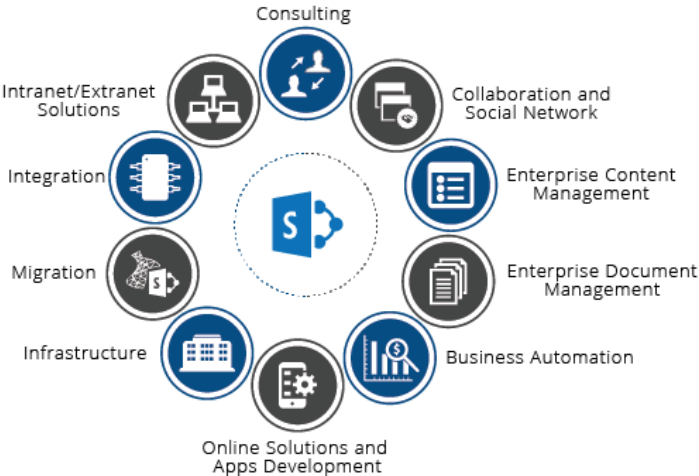 Consulting
Collaboration and
Social Network
Enterprise Content
Management
Enterprise Document
Management
Business Automation
Online Solutions and
Apps Development
Infrastructure
Migration
Integration
Intranet/Extranet
Solutions
S
$
S